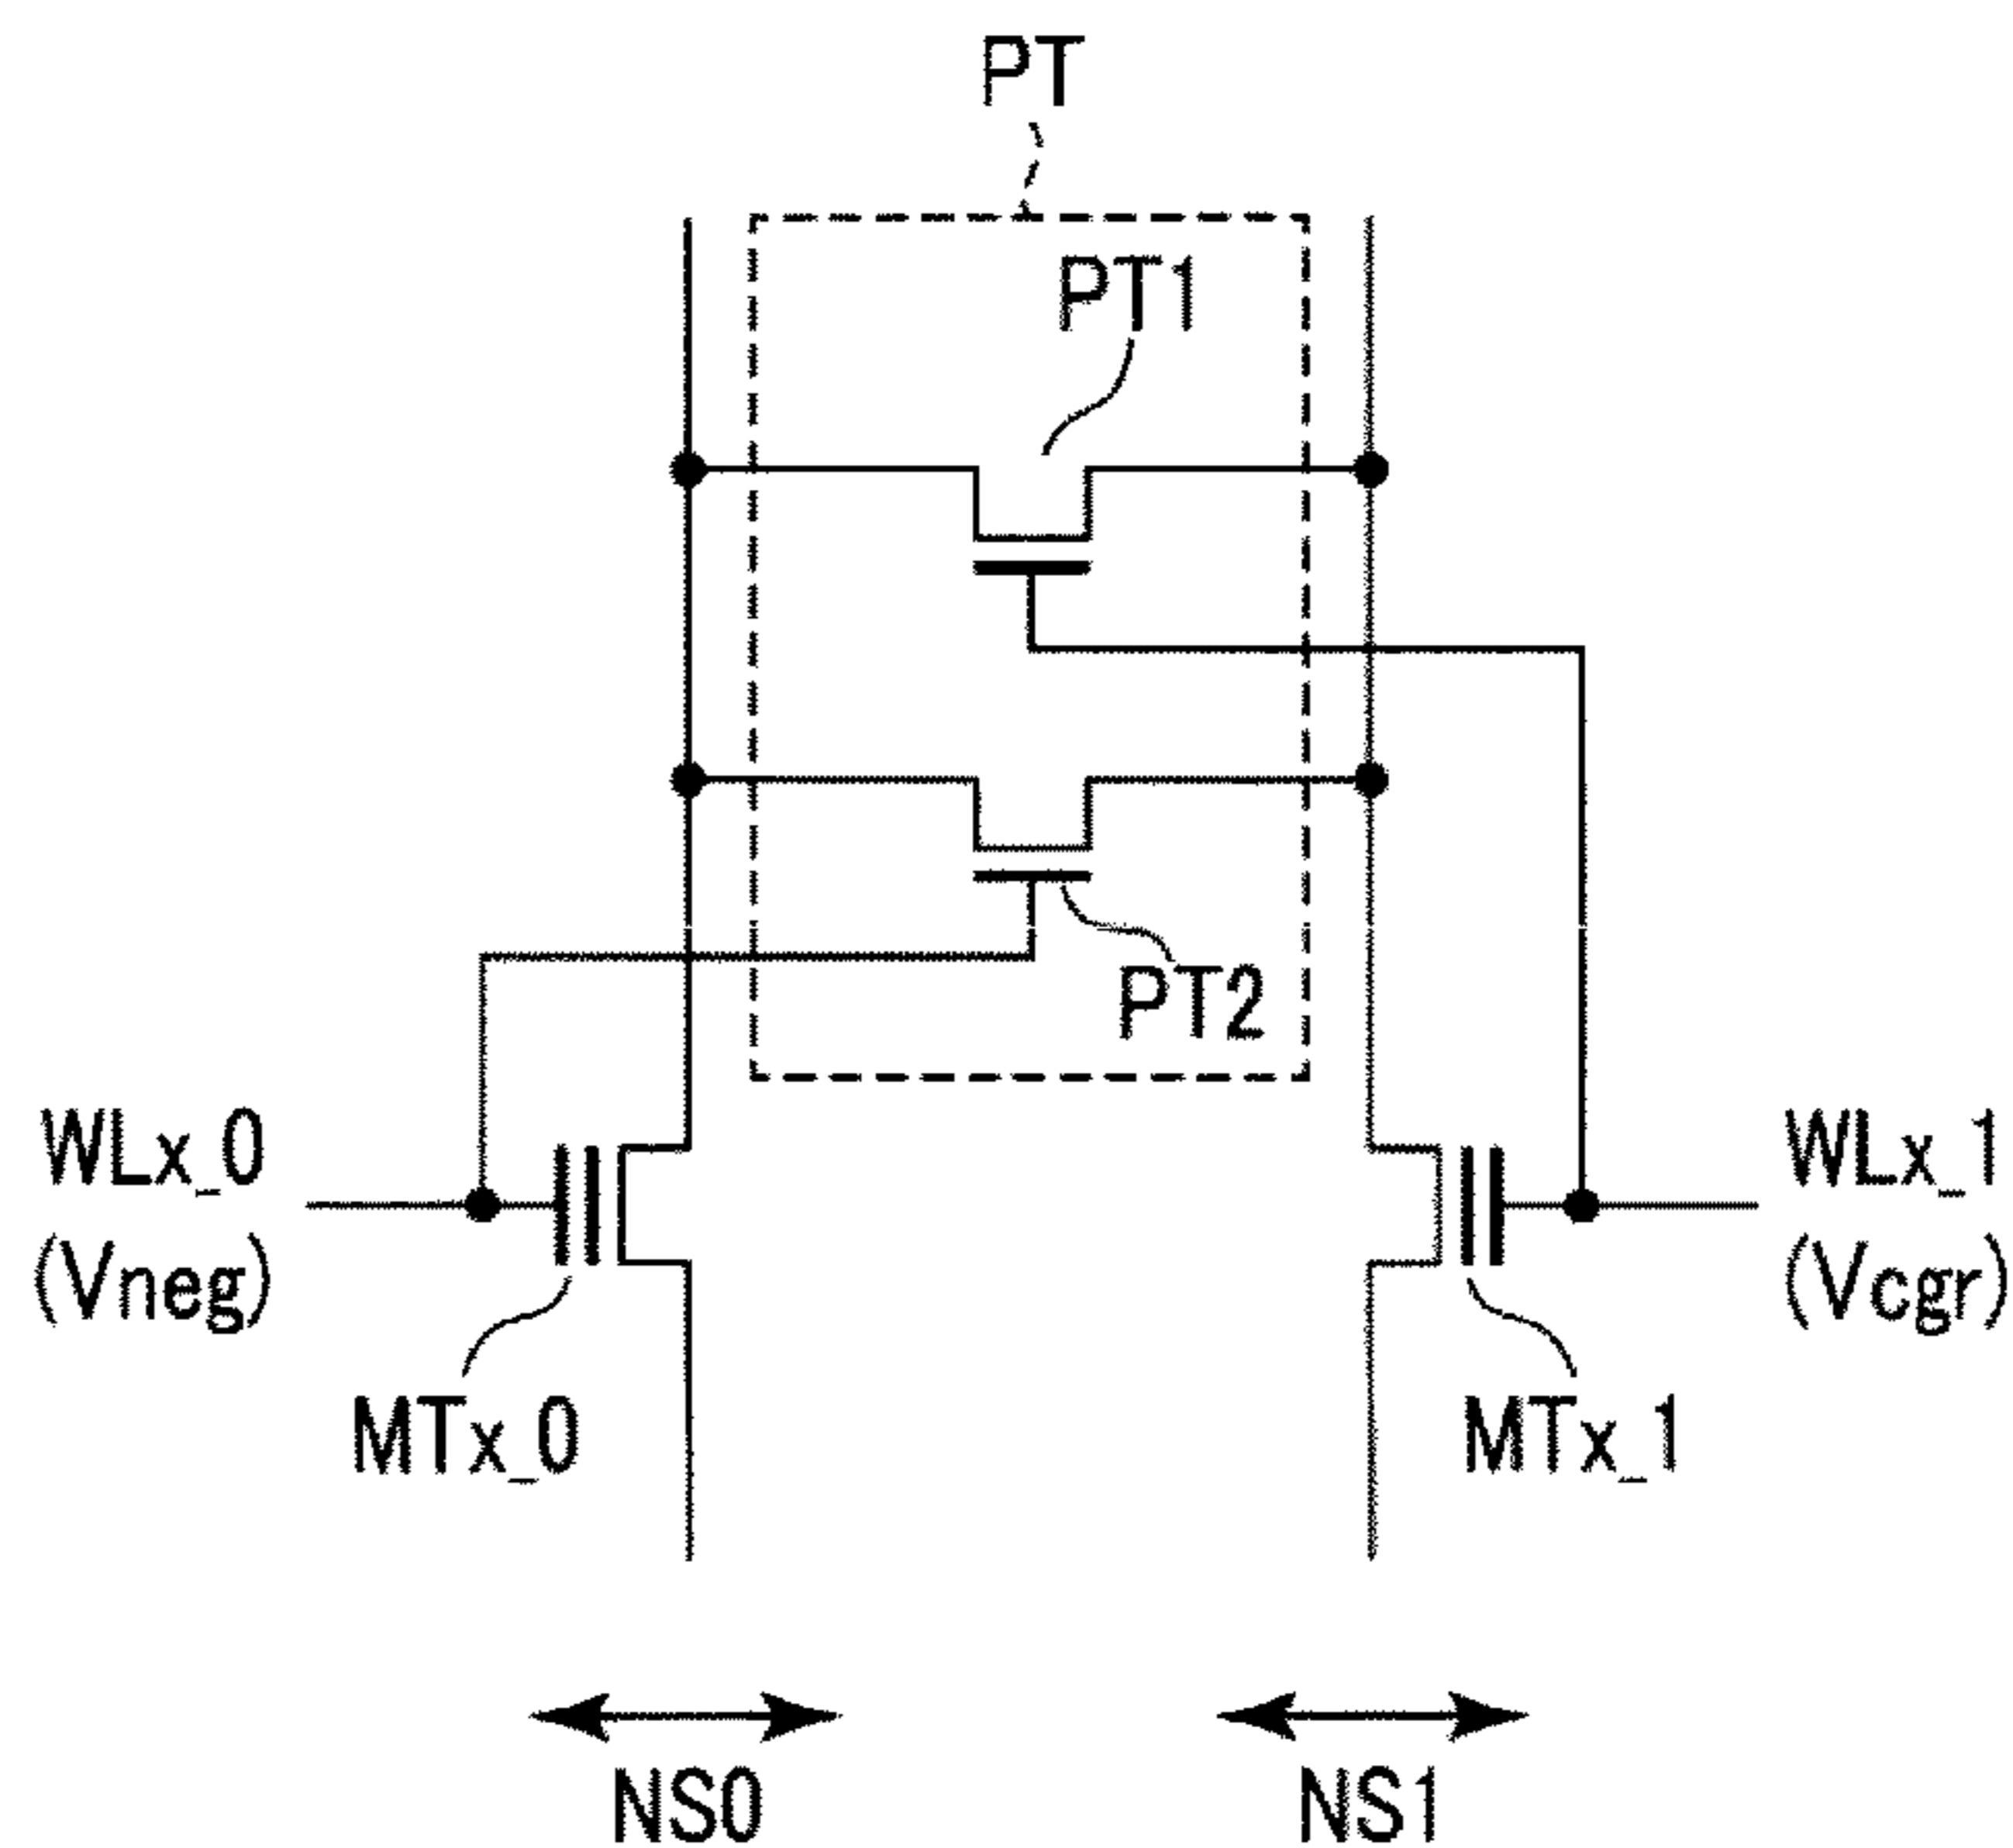 PT
PT1
PT2
WLx_0
(Vneg)
WLx_1
(Vcgr)
MTx_0
MTx_1
NS0
NS1